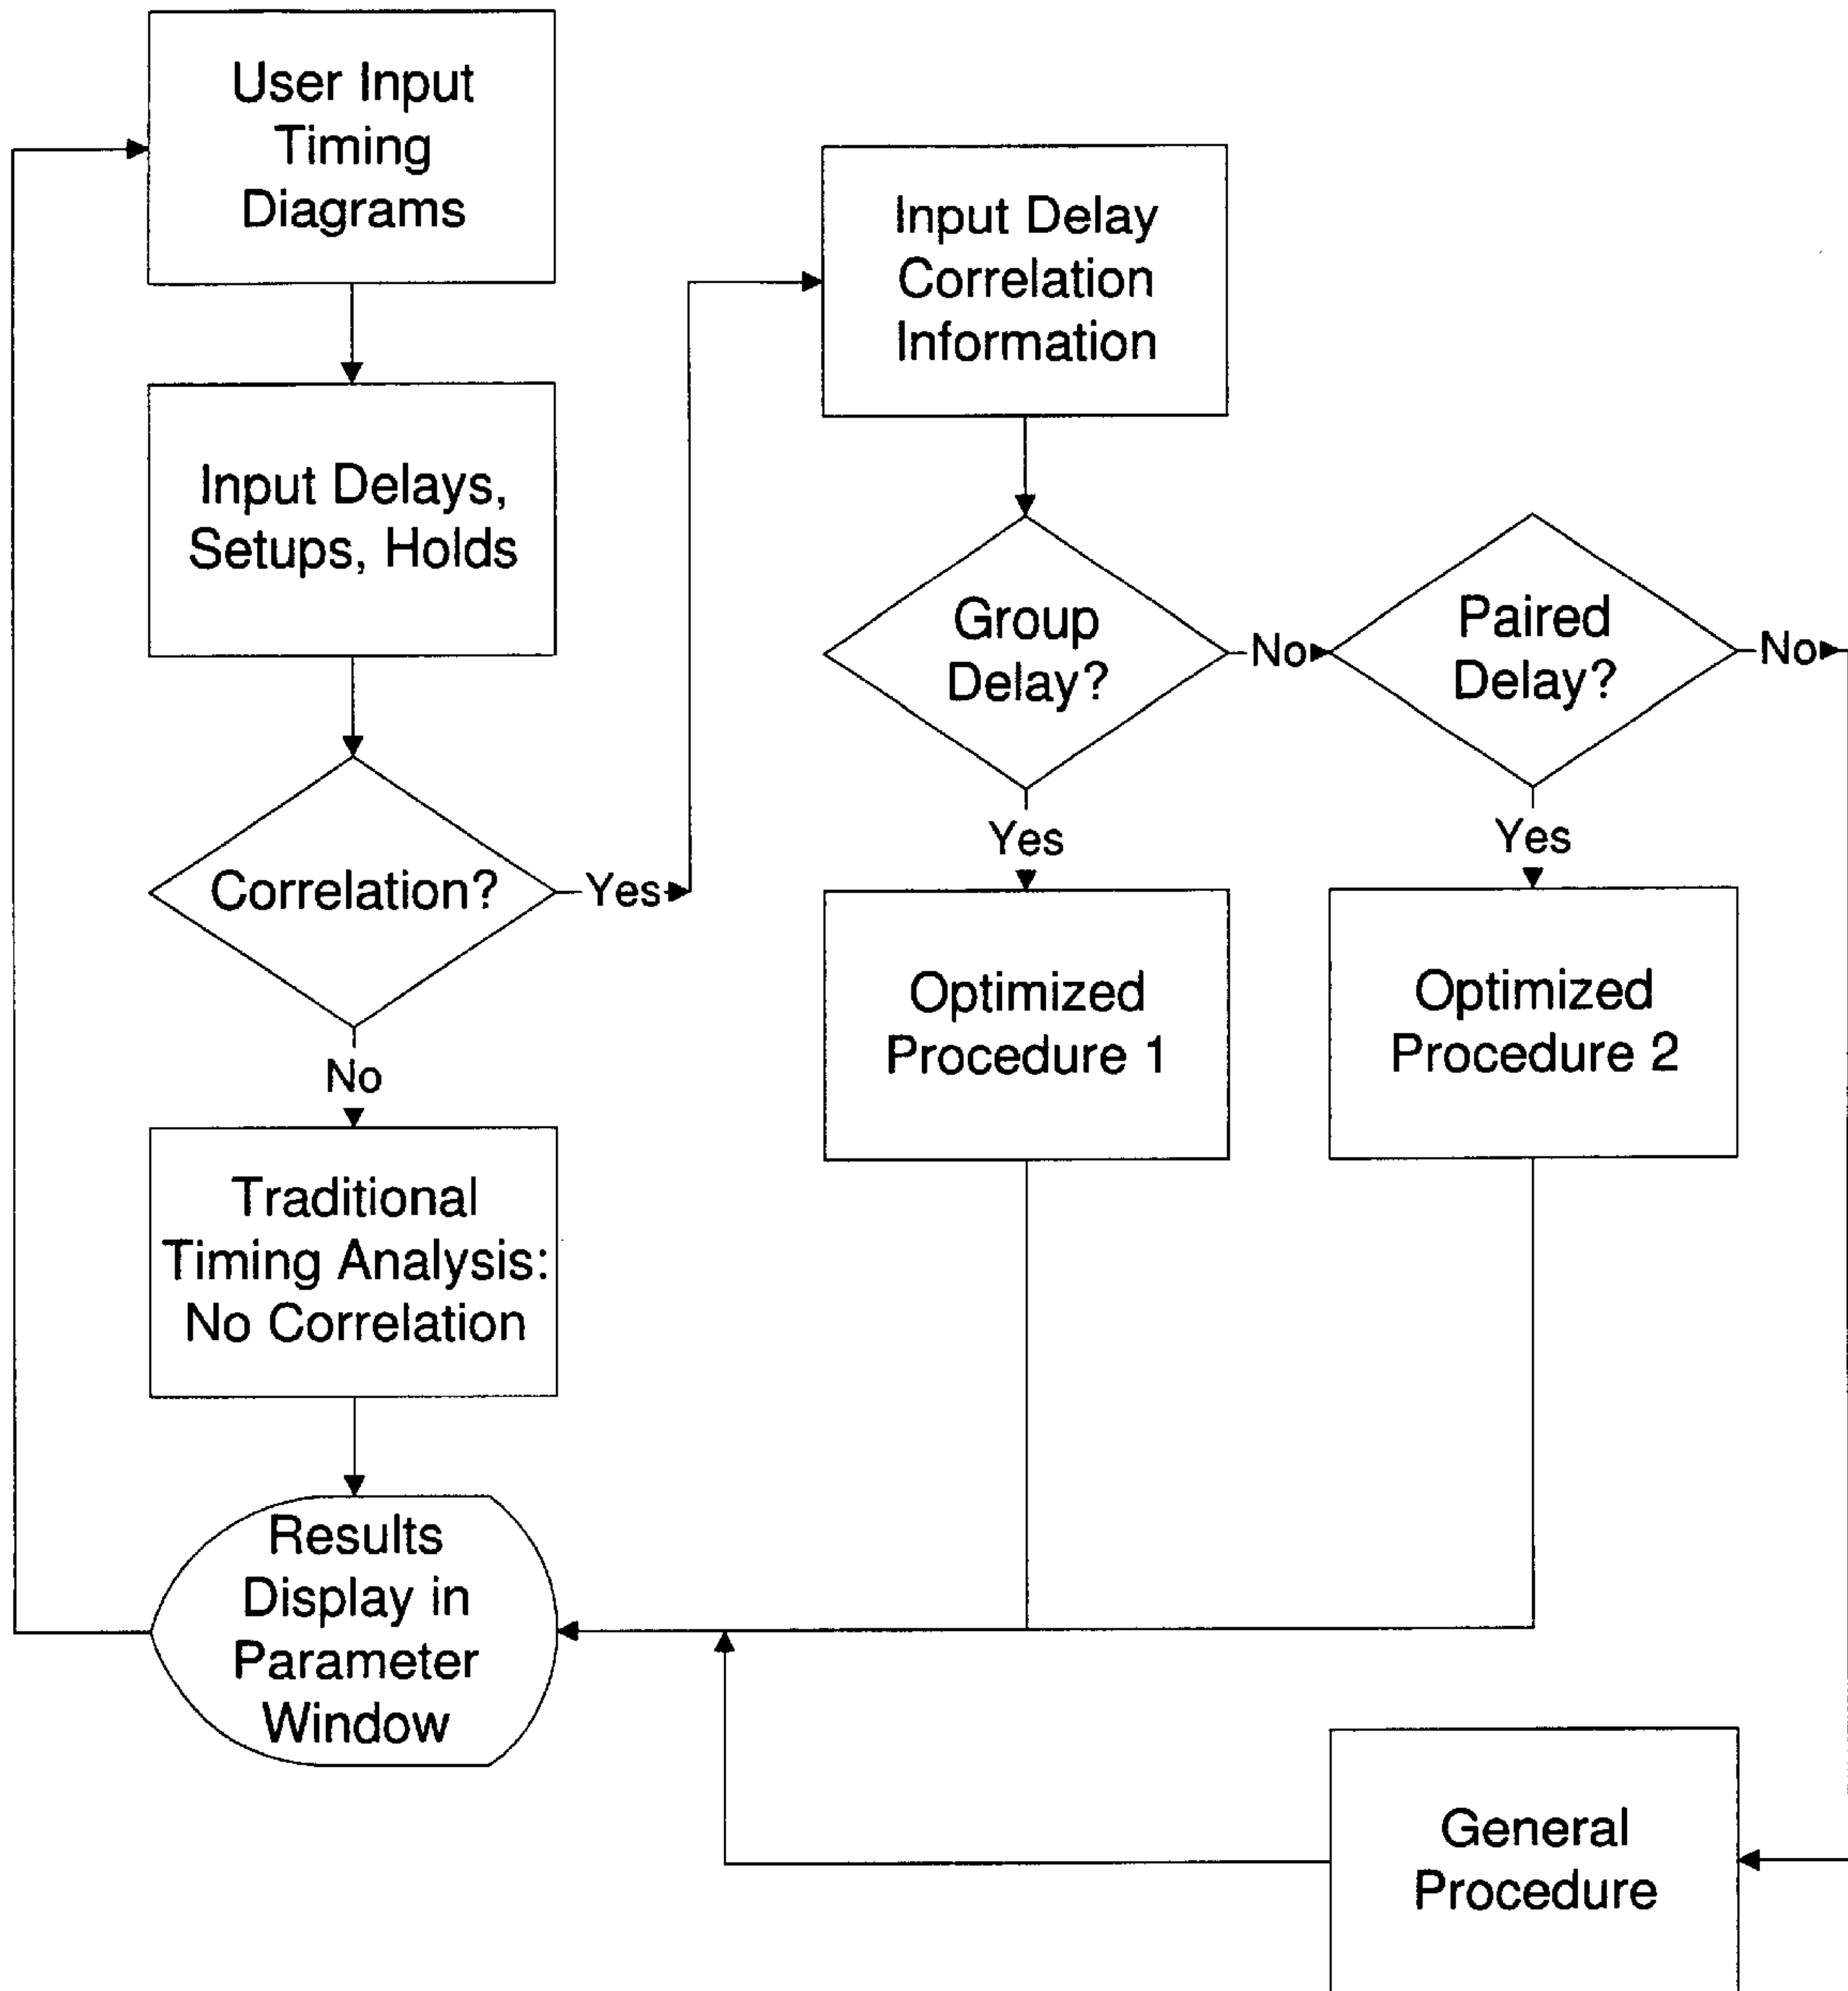 User Input
Timing
Diagrams
Input Delays,
Setups, Holds
Correlation?
Yes
No
Traditional
Timing Analysis:
No Correlation
Results
Display in
Parameter
Window
Input Delay
Correlation
Information
Group
Delay?
No
Yes
Optimized
Procedure 1
Paired
Delay?
No
Yes
Optimized
Procedure 2
General
Procedure